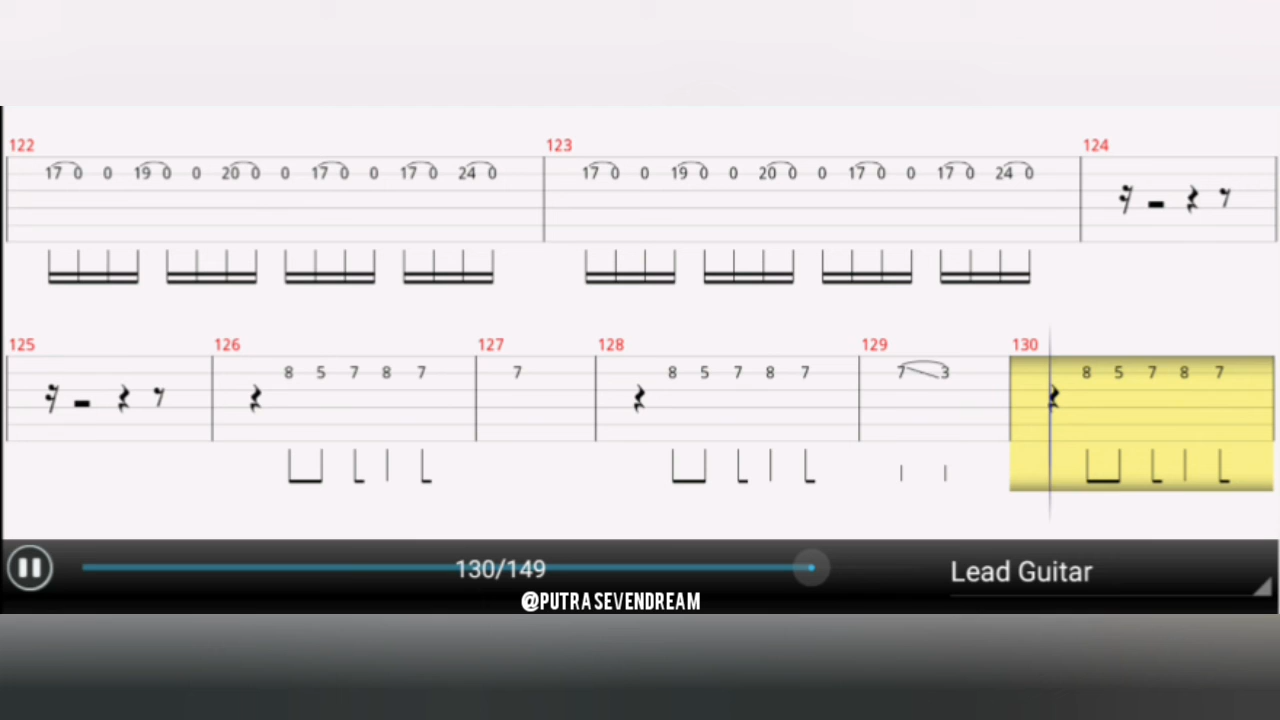 122 123 124
17 0 0 19 0 0 20 0 0 17 0 0 17 0 24 0 17 0 0 19 0 0 20 0 0 17 0 0 17 0 24 0
125 126 127 128 129 130
8 5 7 8 7 7 8 5 7 8 7 7 3 8 5 7 8 7
130/149
Lead Guitar
@PUTRASEVENDREAM